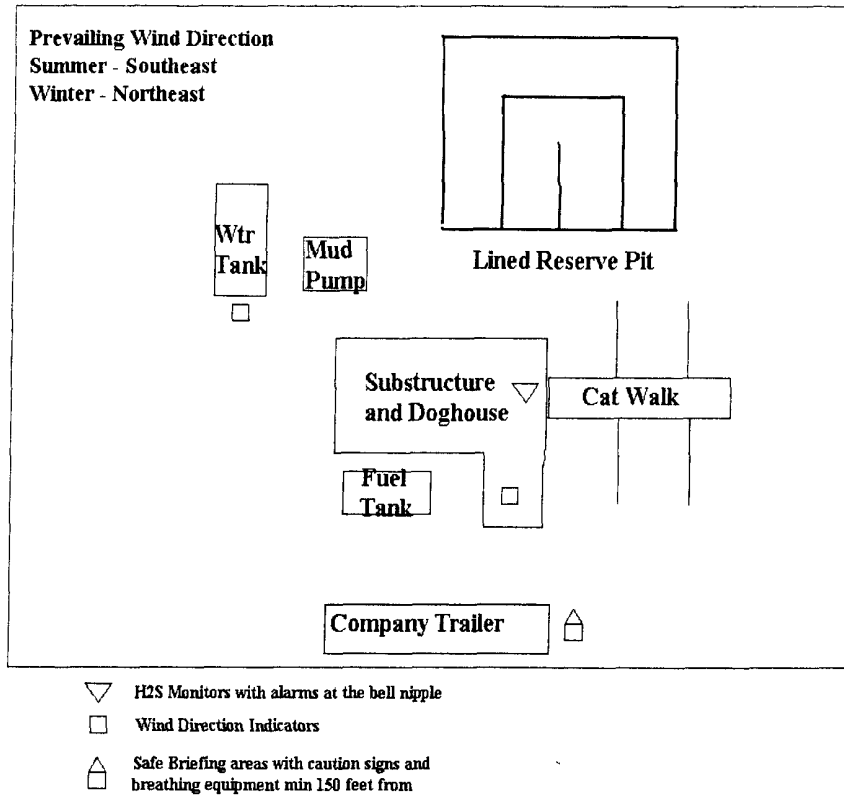 Prevailing Wind Direction
Summer - Southeast
Winter - Northeast
Wtr
Tank
Mud
Pump
Lined Reserve Pit
Substructure
and Doghouse
Cat Walk
Fuel
Tank
Company Trailer
H2S Monitors with alarms at the bell nipple
Wind Direction Indicators
Safe Briefing areas with caution signs and
breathing equipment min 150 feet from